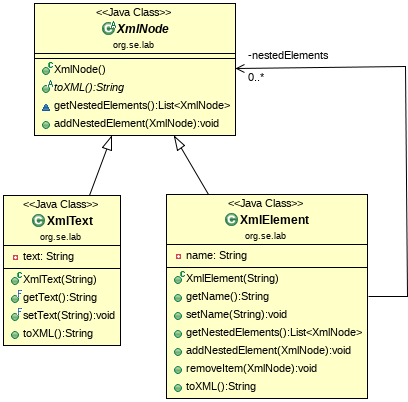 <<Java Class>>
XmlNode
org.se.lab
XmlNode()
toXML():String
getNestedElements():List<XmlNode>
addNestedElement(XmlNode):void
-nestedElements
0..*
<<Java Class>>
XmlText
org.se.lab
text: String
XmlText(String)
getText():String
setText(String):void
toXML():String
<<Java Class>>
XmlElement
org.se.lab
name: String
XmlElement(String)
getName():String
setName(String):void
getNestedElements():List<XmlNode>
addNestedElement(XmlNode):void
removeItem(XmlNode):void
toXML():String